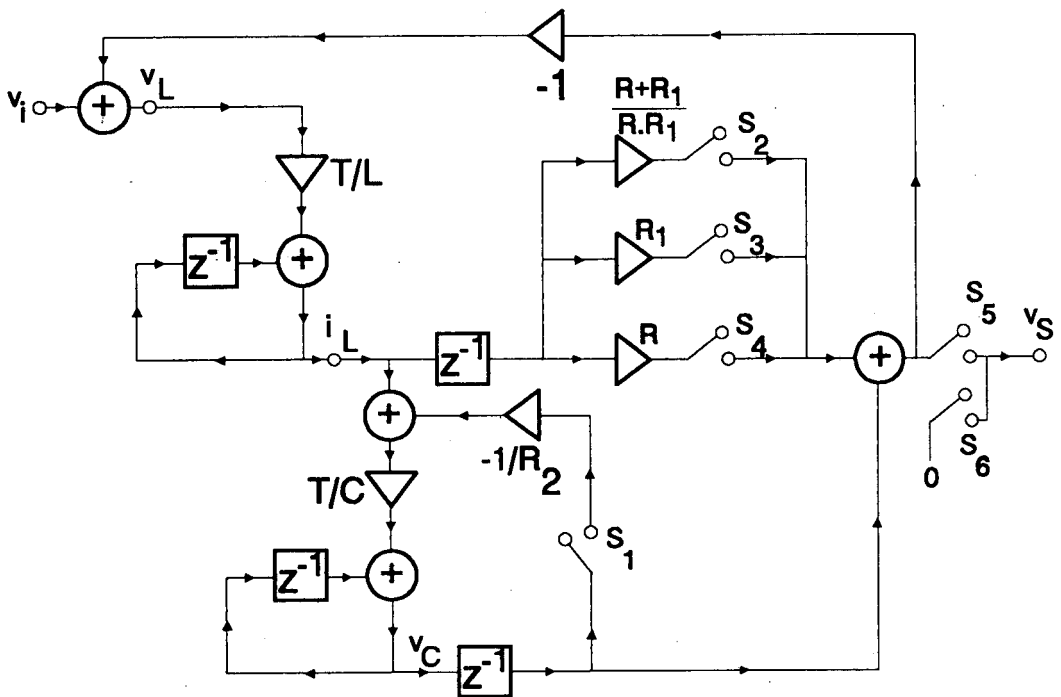 -1
v_i
+
v_L
R+R_1
R.R_1
S_2
T/L
R_1
S_3
z^{-1}
+
S_5
v_S
i_L
z^{-1}
R
S_4
+
+
-1/R_2
0
S_6
T/C
S_1
z^{-1}
+
v_C
z^{-1}